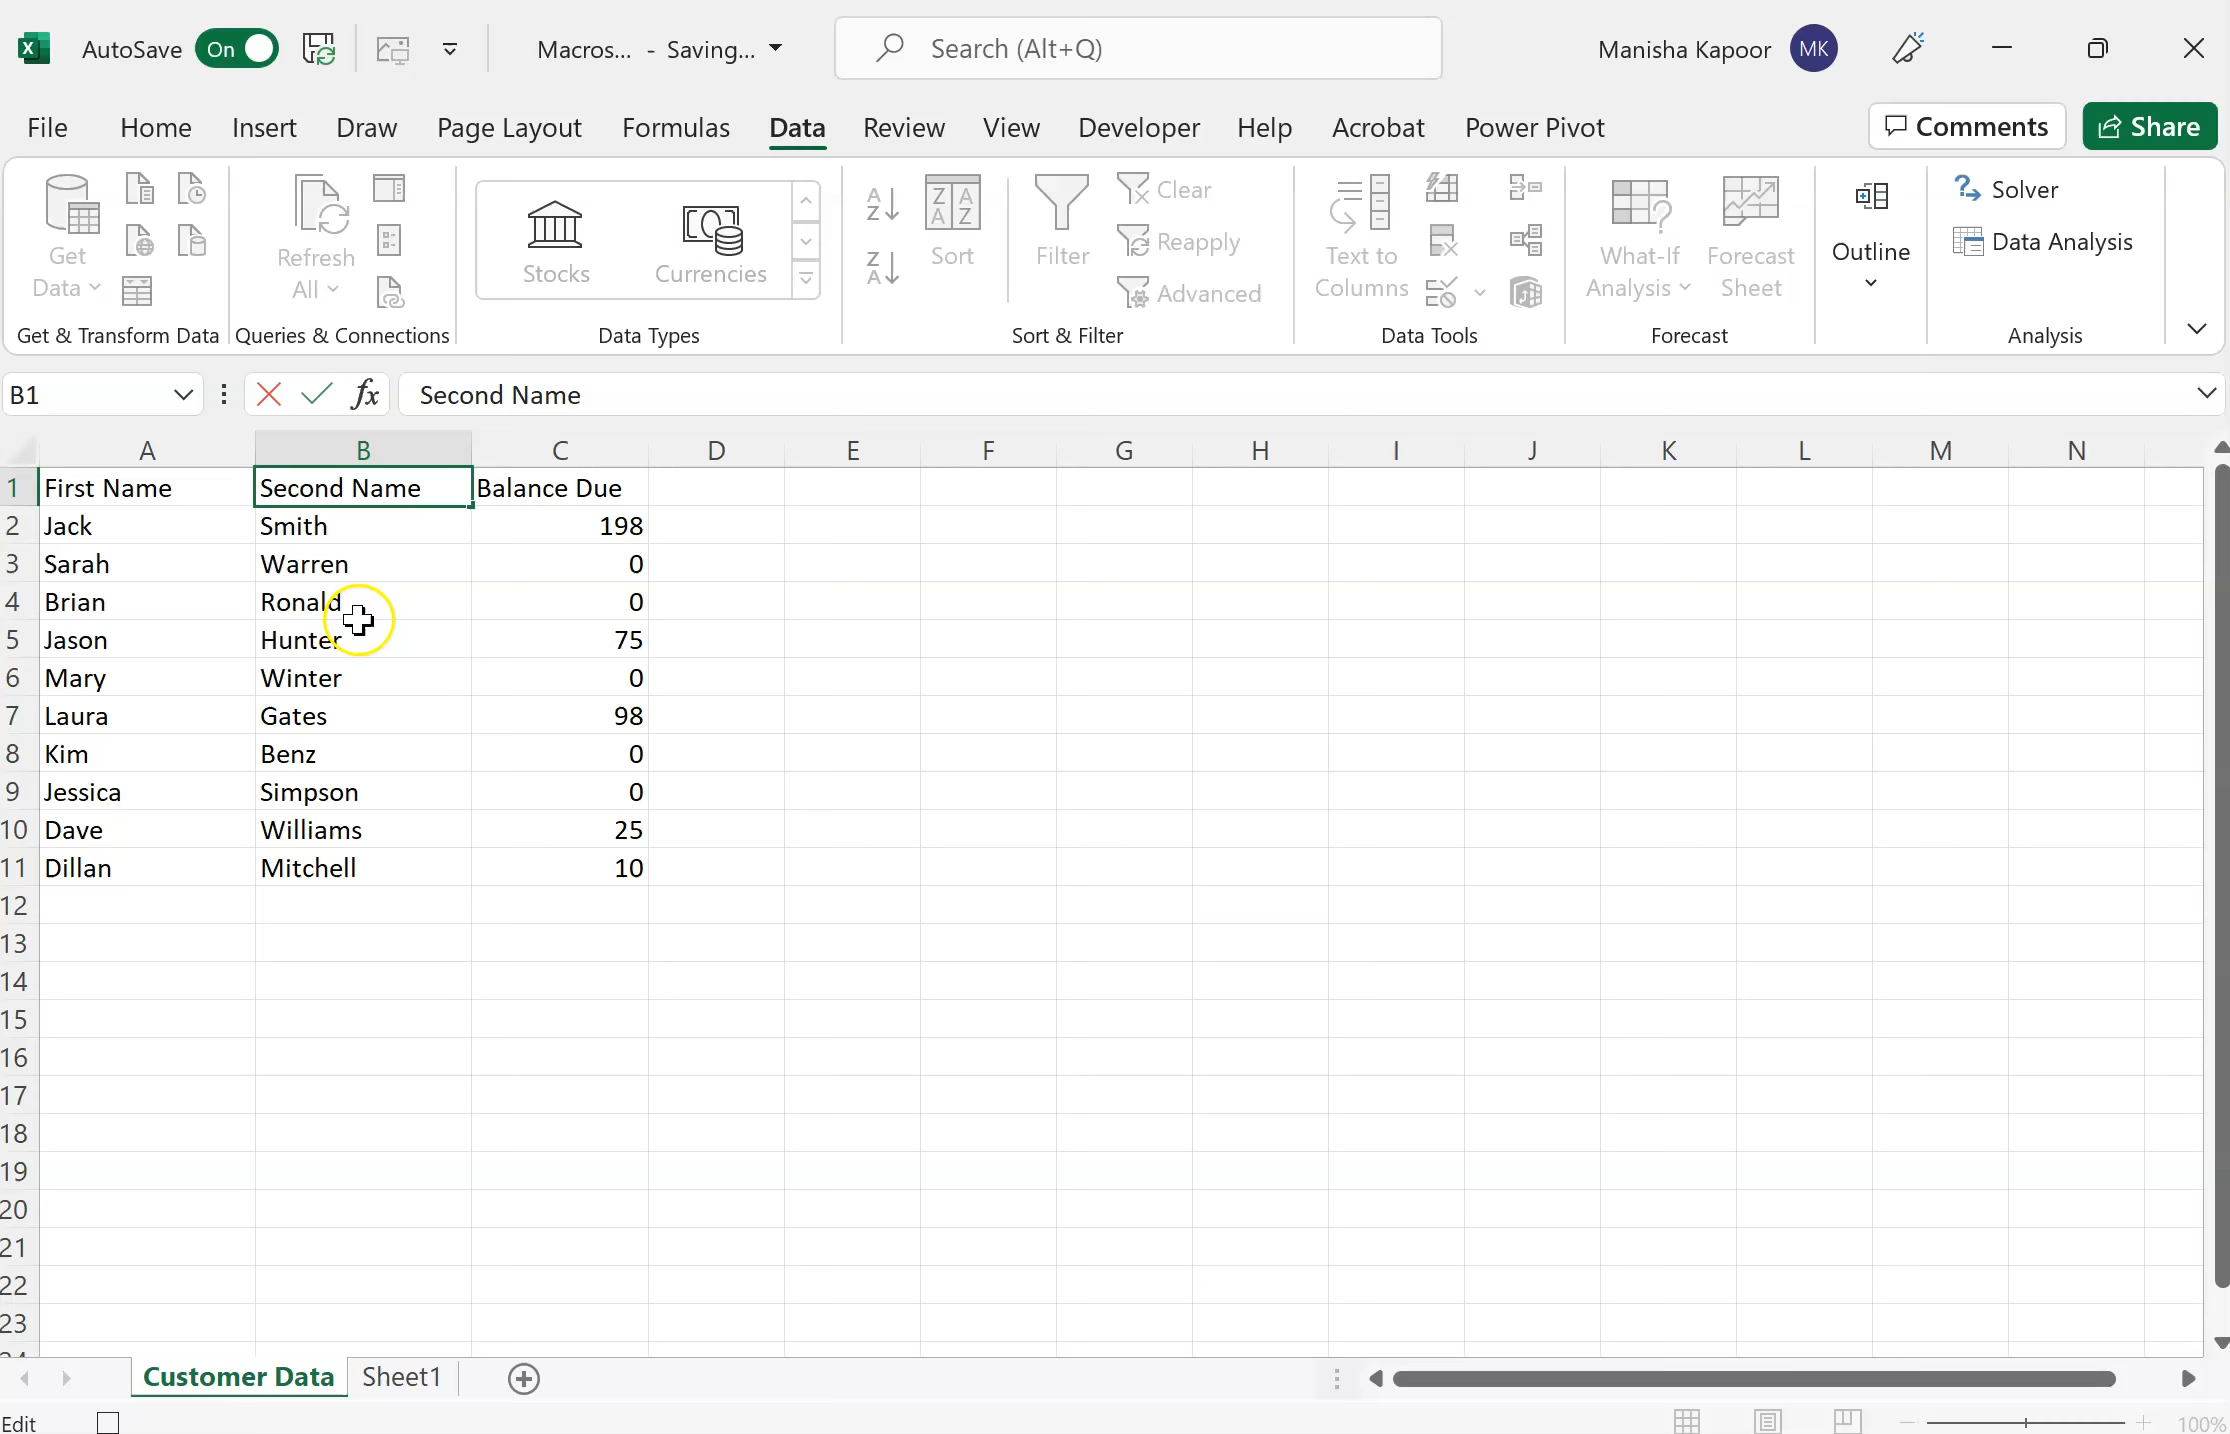 AutoSave On Macros... - Saving... Search (Alt+Q) Manisha Kapoor MK
File Home Insert Draw Page Layout Formulas Data Review View Developer Help Acrobat Power Pivot Comments Share
Get Data
Refresh All
Stocks
Currencies
Sort
Filter
Clear
Reapply
Advanced
Text to Columns
What-If Analysis
Forecast Sheet
Outline
Solver
Data Analysis
Get & Transform Data Queries & Connections Data Types Sort & Filter Data Tools Forecast Analysis
B1 fx Second Name
A B C D E F G H I J K L M N
1 First Name Second Name Balance Due
2 Jack Smith 198
3 Sarah Warren 0
4 Brian Ronald 0
5 Jason Hunter 75
6 Mary Winter 0
7 Laura Gates 98
8 Kim Benz 0
9 Jessica Simpson 0
10 Dave Williams 25
11 Dillan Mitchell 10
12
13
14
15
16
17
18
19
20
21
22
23
24
Customer Data Sheet1
Edit 100%